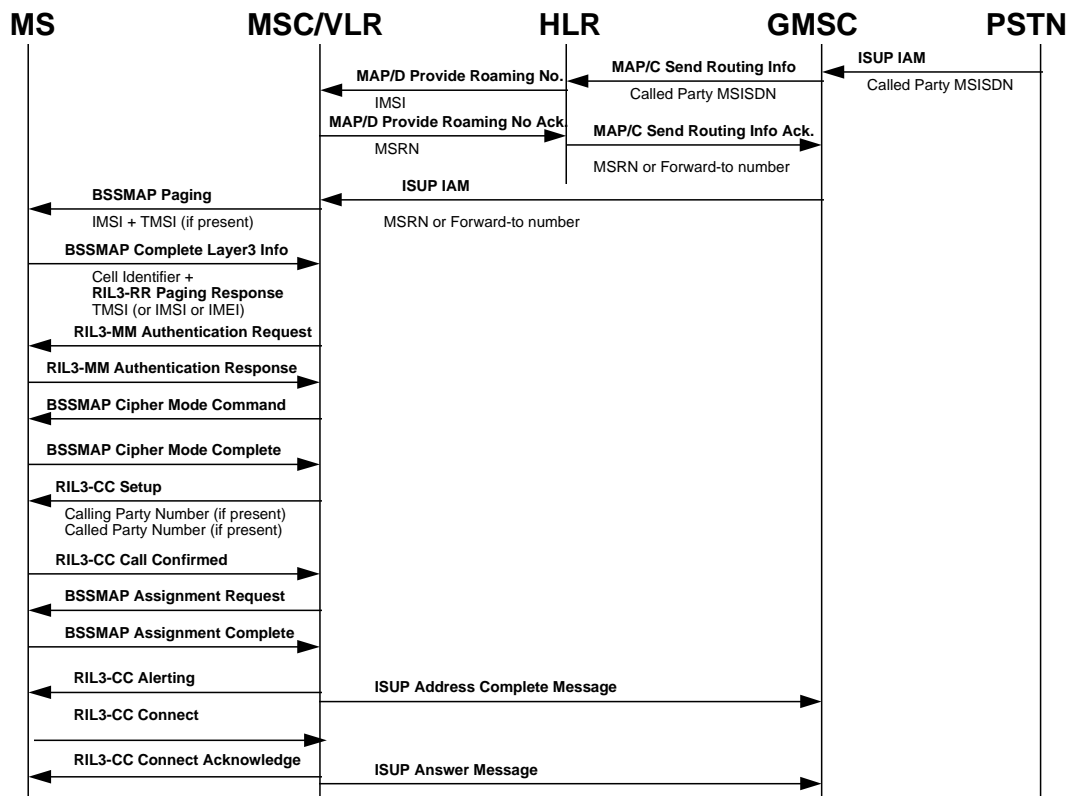 MS MSC/VLR HLR GMSC PSTN
ISUP IAM
Called Party MSISDN
MAP/C Send Routing Info
Called Party MSISDN
MAP/D Provide Roaming No.
IMSI
MAP/D Provide Roaming No Ack.
MSRN
MAP/C Send Routing Info Ack.
MSRN or Forward-to number
ISUP IAM
MSRN or Forward-to number
BSSMAP Paging
IMSI + TMSI (if present)
BSSMAP Complete Layer3 Info
Cell Identifier +
RIL3-RR Paging Response
TMSI (or IMSI or IMEI)
RIL3-MM Authentication Request
RIL3-MM Authentication Response
BSSMAP Cipher Mode Command
BSSMAP Cipher Mode Complete
RIL3-CC Setup
Calling Party Number (if present)
Called Party Number (if present)
RIL3-CC Call Confirmed
BSSMAP Assignment Request
BSSMAP Assignment Complete
RIL3-CC Alerting
ISUP Address Complete Message
RIL3-CC Connect
RIL3-CC Connect Acknowledge
ISUP Answer Message